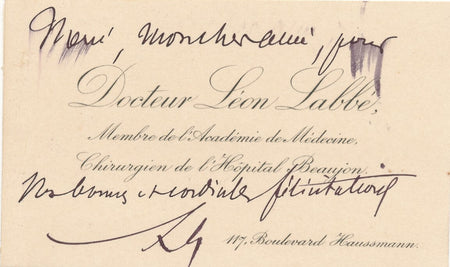 Merci, mon cher ami, pour
Docteur Léon Labbé,
Membre de l'Académie de Médecine,
Chirurgien de l'Hôpital Beaujon.
Vos bonnes et cordiales félicitations
117, Boulevard Haussmann.